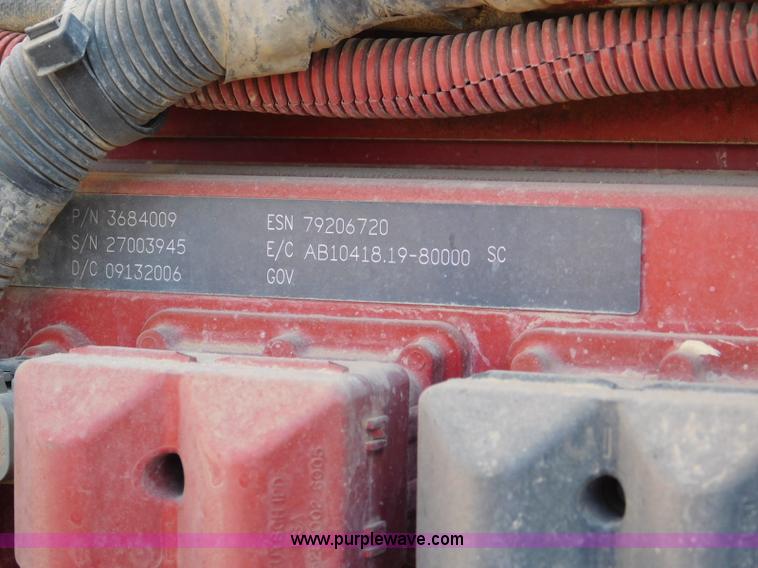 P/N 3684009 ESN 79206720
S/N 27003945 E/C AB10418.19-80000 SC
D/C 09132006 GOV
www.purplewave.com